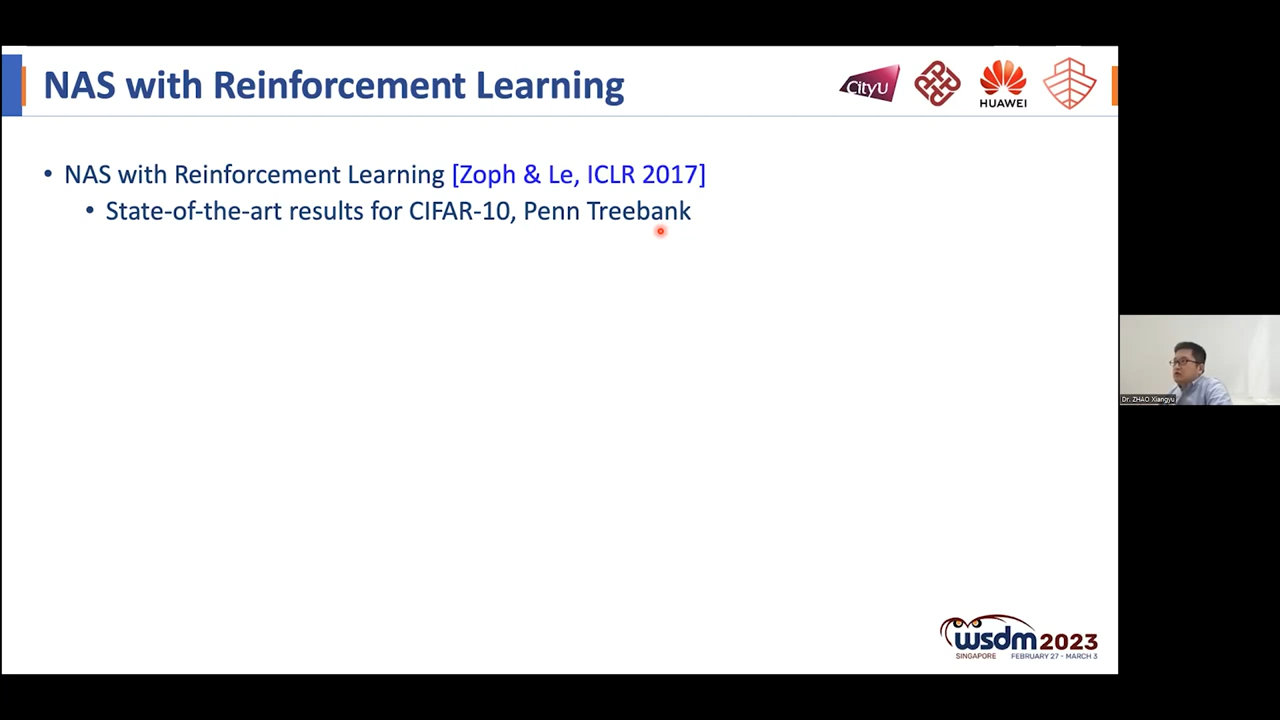 NAS with Reinforcement Learning
CityU
HUAWEI
• NAS with Reinforcement Learning [Zoph & Le, ICLR 2017]
• State-of-the-art results for CIFAR-10, Penn Treebank
Dr. ZHAO Xiangyu
wsdm2023
SINGAPORE FEBRUARY 27 - MARCH 3